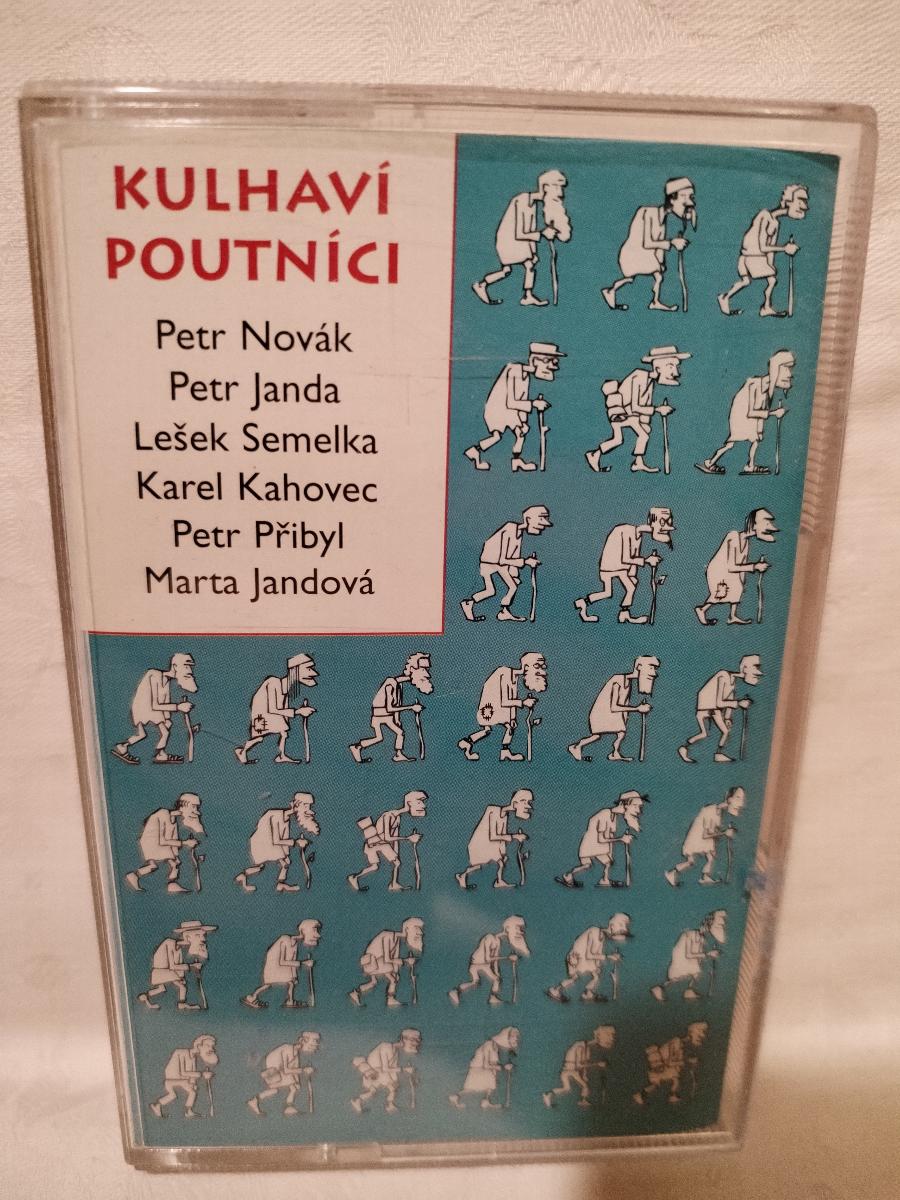 KULHAVÍ
POUTNÍCI
Petr Novák
Petr Janda
Lešek Semelka
Karel Kahovec
Petr Přibyl
Marta Jandová